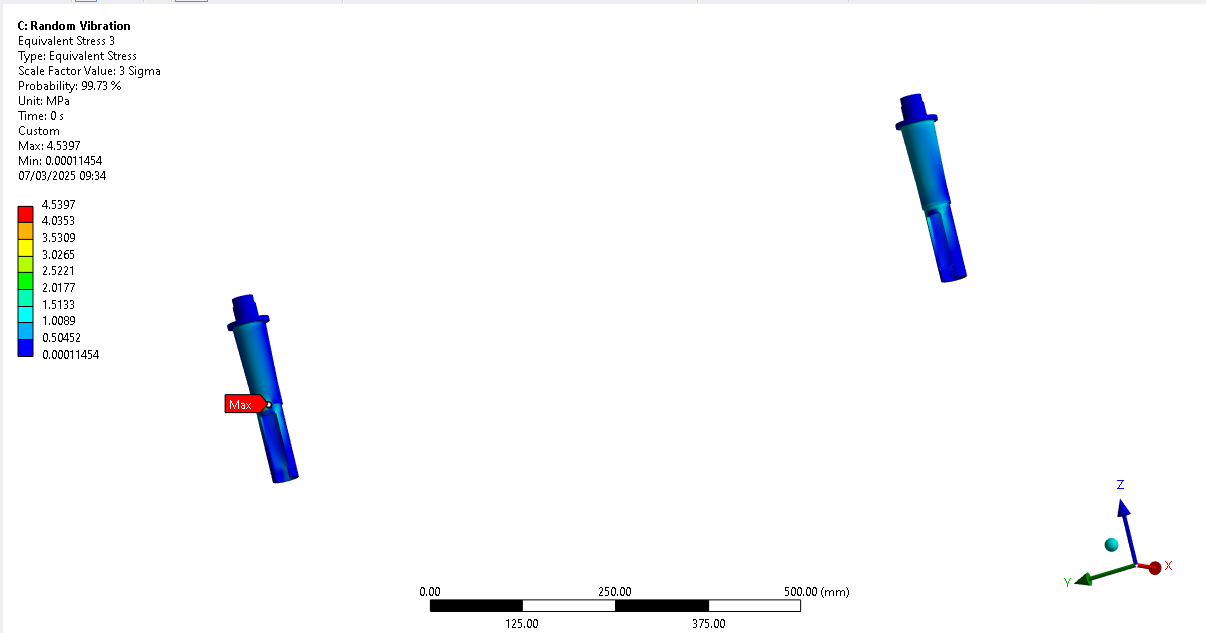 C: Random Vibration
Equivalent Stress 3
Type: Equivalent Stress
Scale Factor Value: 3 Sigma
Probability: 99.73 %
Unit: MPa
Time: 0 s
Custom
Max: 4.5397
Min: 0.00011454
07/03/2025 09:34
4.5397
4.0353
3.5309
3.0265
2.5221
2.0177
1.5133
1.0089
0.50452
0.00011454
Max
Z
Y
X
0.00 250.00 500.00 (mm)
125.00 375.00